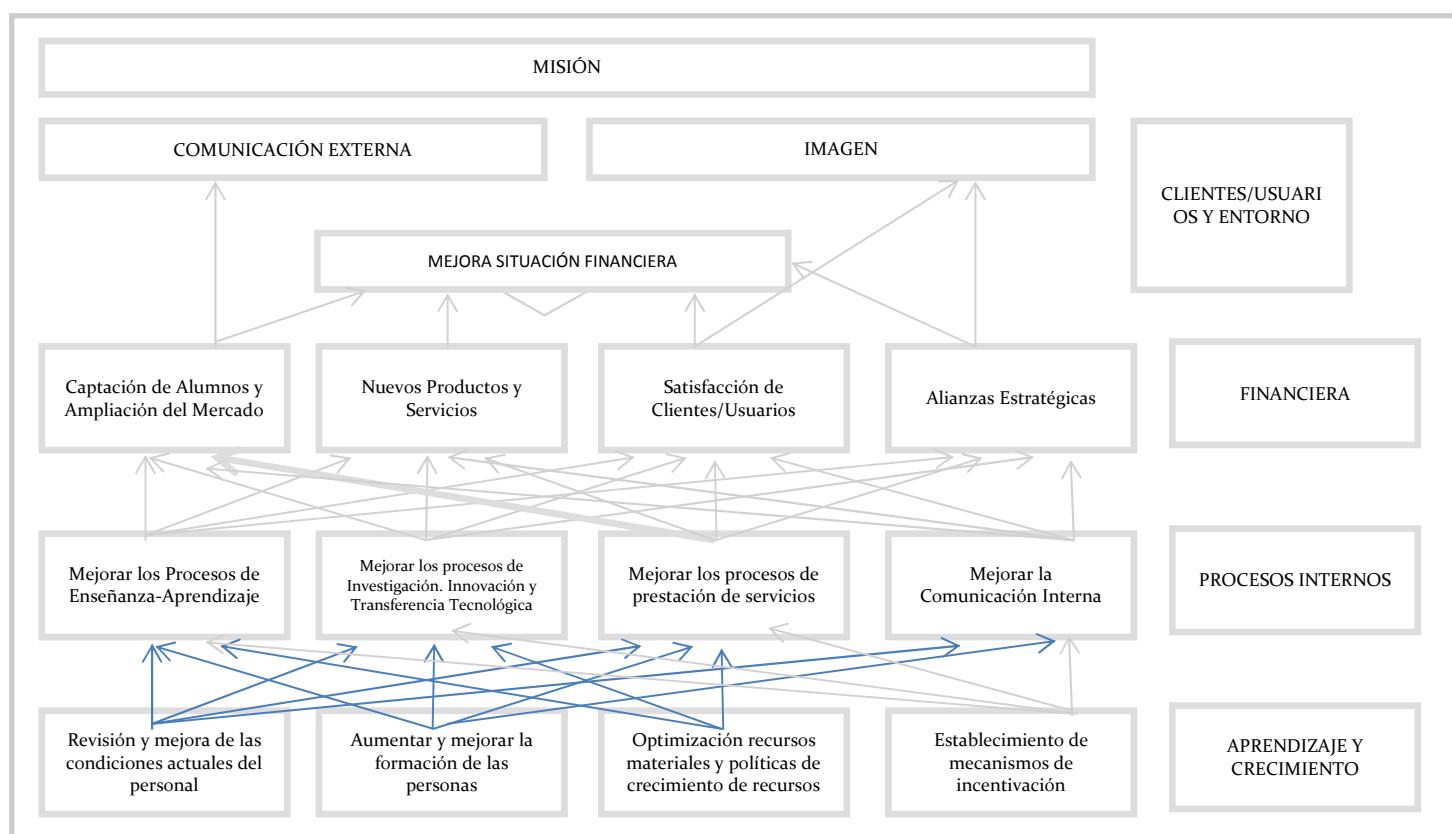 MISIÓN
COMUNICACIÓN EXTERNA
IMAGEN
CLIENTES/USUARI
OS Y ENTORNO
MEJORA SITUACIÓN FINANCIERA
Captación de Alumnos y
Ampliación del Mercado
Nuevos Productos y
Servicios
Satisfacción de
Clientes/Usuarios
Alianzas Estratégicas
FINANCIERA
Mejorar los Procesos de
Enseñanza-Aprendizaje
Mejorar los procesos de
Investigación. Innovación y
Transferencia Tecnológica
Mejorar los procesos de
prestación de servicios
Mejorar la
Comunicación Interna
PROCESOS INTERNOS
Revisión y mejora de las
condiciones actuales del
personal
Aumentar y mejorar la
formación de las
personas
Optimización recursos
materiales y políticas de
crecimiento de recursos
Establecimiento de
mecanismos de
incentivación
APRENDIZAJE Y
CRECIMIENTO